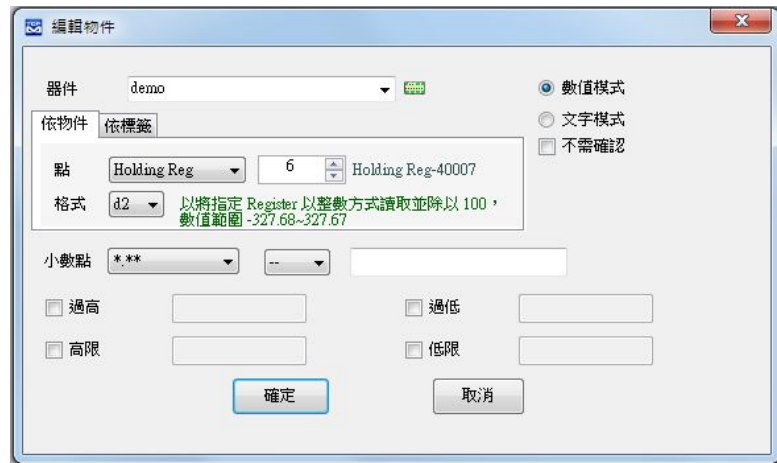 編輯物件
器件 demo 數值模式
依物件 依標籤 文字模式
不需確認
點 Holding Reg 6 Holding Reg-40007
格式 d2 以將指定 Register 以整數方式讀取並除以 100，
數值範圍 -327.68~327.67
小數點 *.** --
過高 過低
高限 低限
確定 取消